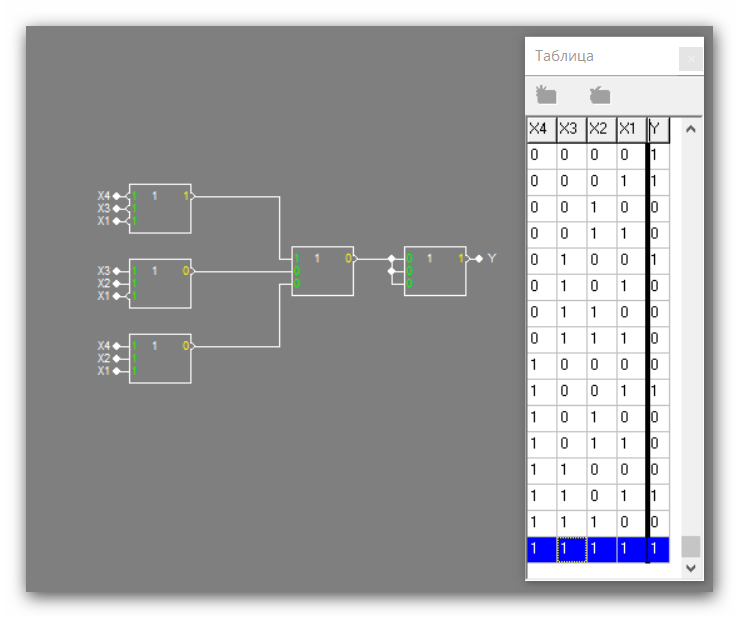 X4 1 1 1
X3 1
X1 1
X3 1 1 0
X2 1
X1 1
X4 1 1 0
X2 1
X1 1
1 1 0
0
0
0 1 1 Y
0
0
Таблица
X4 X3 X2 X1 Y
0 0 0 0 1
0 0 0 1 1
0 0 1 0 0
0 0 1 1 0
0 1 0 0 1
0 1 0 1 1
0 1 1 0 0
0 1 1 1 0
1 0 0 0 0
1 0 0 1 1
1 0 1 0 0
1 0 1 1 0
1 1 0 0 0
1 1 0 1 1
1 1 1 0 0
1 1 1 1 1